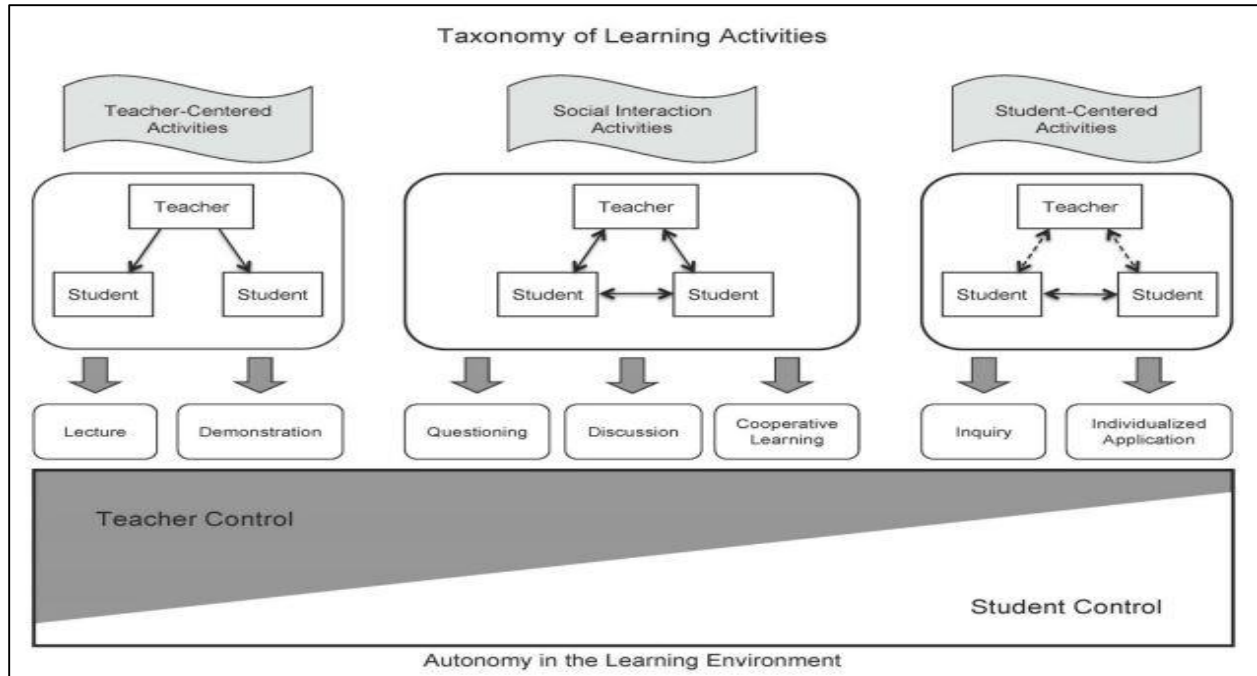 Taxonomy of Learning Activities
Teacher-Centered
Activities
Social Interaction
Activities
Student-Centered
Activities
Teacher
Student
Student
Teacher
Student
Student
Teacher
Student
Student
Lecture
Demonstration
Questioning
Discussion
Cooperative
Learning
Inquiry
Individualized
Application
Teacher Control
Student Control
Autonomy in the Learning Environment